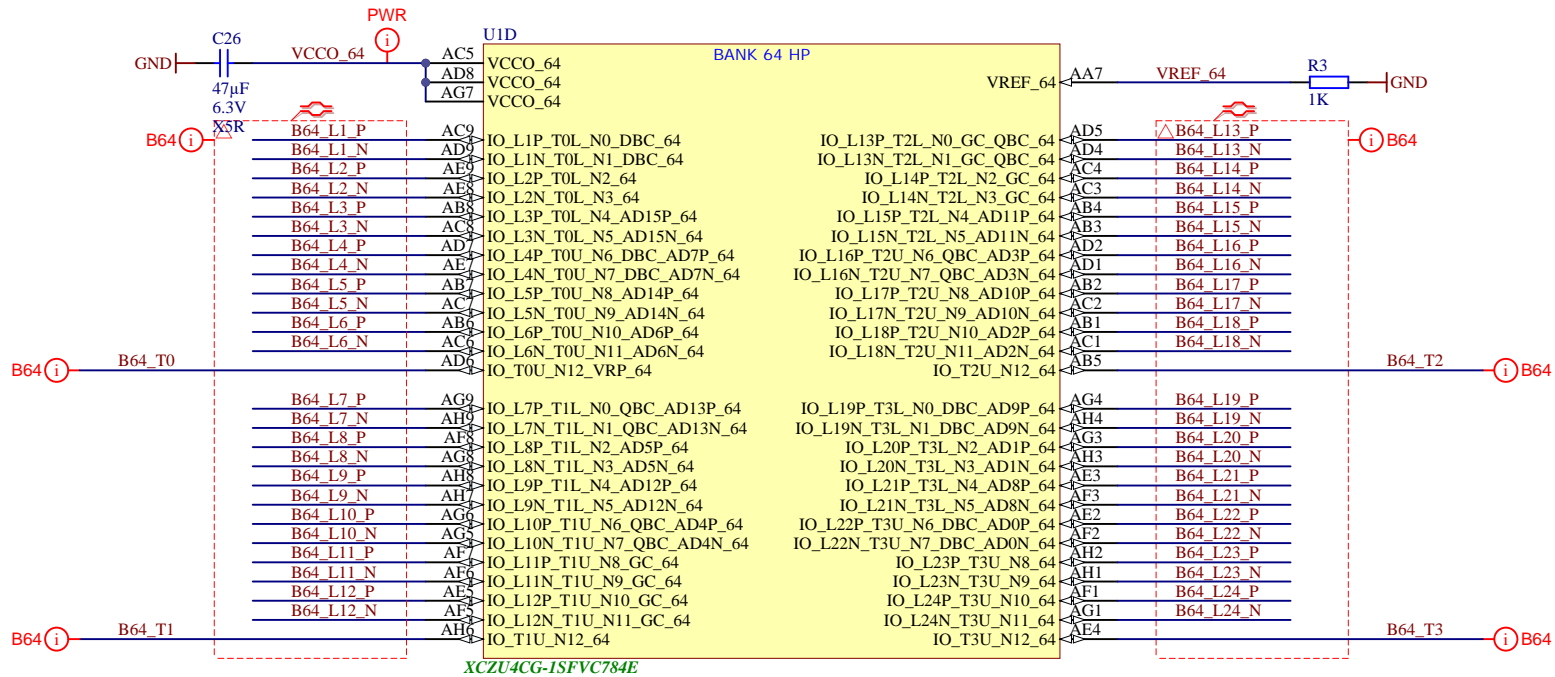 PWR
C26
GND
VCCO_64
47µF
6.3V
X5R
U1D
BANK 64 HP
AC5 VCCO_64
AD8 VCCO_64
AG7 VCCO_64
VREF_64 AA7 VREF_64
R3
1K
GND
B64
B64_L1_P AC9 IO_L1P_T0L_N0_DBC_64
B64_L1_N AD9 IO_L1N_T0L_N1_DBC_64
B64_L2_P AE9 IO_L2P_T0L_N2_64
B64_L2_N AE8 IO_L2N_T0L_N3_64
B64_L3_P AB8 IO_L3P_T0L_N4_AD15P_64
B64_L3_N AC8 IO_L3N_T0L_N5_AD15N_64
B64_L4_P AD7 IO_L4P_T0U_N6_DBC_AD7P_64
B64_L4_N AE7 IO_L4N_T0U_N7_DBC_AD7N_64
B64_L5_P AB7 IO_L5P_T0U_N8_AD14P_64
B64_L5_N AC7 IO_L5N_T0U_N9_AD14N_64
B64_L6_P AB6 IO_L6P_T0U_N10_AD6P_64
B64_L6_N AC6 IO_L6N_T0U_N11_AD6N_64
B64 B64_T0 AD6 IO_T0U_N12_VRP_64
B64_L7_P AG9 IO_L7P_T1L_N0_QBC_AD13P_64
B64_L7_N AH9 IO_L7N_T1L_N1_QBC_AD13N_64
B64_L8_P AF8 IO_L8P_T1L_N2_AD5P_64
B64_L8_N AG8 IO_L8N_T1L_N3_AD5N_64
B64_L9_P AH8 IO_L9P_T1L_N4_AD12P_64
B64_L9_N AH7 IO_L9N_T1L_N5_AD12N_64
B64_L10_P AG6 IO_L10P_T1U_N6_QBC_AD4P_64
B64_L10_N AG5 IO_L10N_T1U_N7_QBC_AD4N_64
B64_L11_P AF7 IO_L11P_T1U_N8_GC_64
B64_L11_N AF6 IO_L11N_T1U_N9_GC_64
B64_L12_P AE5 IO_L12P_T1U_N10_GC_64
B64_L12_N AF5 IO_L12N_T1U_N11_GC_64
B64 B64_T1 AH6 IO_T1U_N12_64
IO_L13P_T2L_N0_GC_QBC_64 AD5 B64_L13_P
B64
IO_L13N_T2L_N1_GC_QBC_64 AD4 B64_L13_N
IO_L14P_T2L_N2_GC_64 AC4 B64_L14_P
IO_L14N_T2L_N3_GC_64 AC3 B64_L14_N
IO_L15P_T2L_N4_AD11P_64 AB4 B64_L15_P
IO_L15N_T2L_N5_AD11N_64 AB3 B64_L15_N
IO_L16P_T2U_N6_QBC_AD3P_64 AD2 B64_L16_P
IO_L16N_T2U_N7_QBC_AD3N_64 AD1 B64_L16_N
IO_L17P_T2U_N8_AD10P_64 AB2 B64_L17_P
IO_L17N_T2U_N9_AD10N_64 AC2 B64_L17_N
IO_L18P_T2U_N10_AD2P_64 AB1 B64_L18_P
IO_L18N_T2U_N11_AD2N_64 AC1 B64_L18_N
IO_T2U_N12_64 AB5 B64_T2 B64
IO_L19P_T3L_N0_DBC_AD9P_64 AG4 B64_L19_P
IO_L19N_T3L_N1_DBC_AD9N_64 AH4 B64_L19_N
IO_L20P_T3L_N2_AD1P_64 AG3 B64_L20_P
IO_L20N_T3L_N3_AD1N_64 AH3 B64_L20_N
IO_L21P_T3L_N4_AD8P_64 AE3 B64_L21_P
IO_L21N_T3L_N5_AD8N_64 AF3 B64_L21_N
IO_L22P_T3U_N6_DBC_AD0P_64 AE2 B64_L22_P
IO_L22N_T3U_N7_DBC_AD0N_64 AF2 B64_L22_N
IO_L23P_T3U_N8_64 AH2 B64_L23_P
IO_L23N_T3U_N9_64 AH1 B64_L23_N
IO_L24P_T3U_N10_64 AF1 B64_L24_P
IO_L24N_T3U_N11_64 AG1 B64_L24_N
IO_T3U_N12_64 AE4 B64_T3 B64
XCZU4CG-1SFVC784E